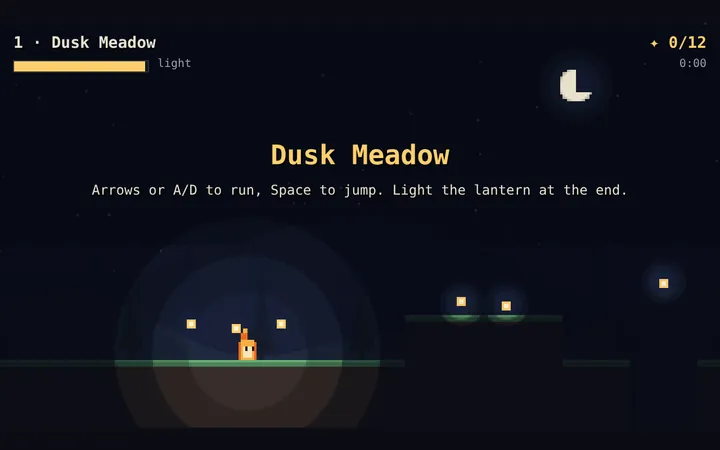 1 · Dusk Meadow
✦ 0/12
light
0:00
Dusk Meadow
Arrows or A/D to run, Space to jump. Light the lantern at the end.